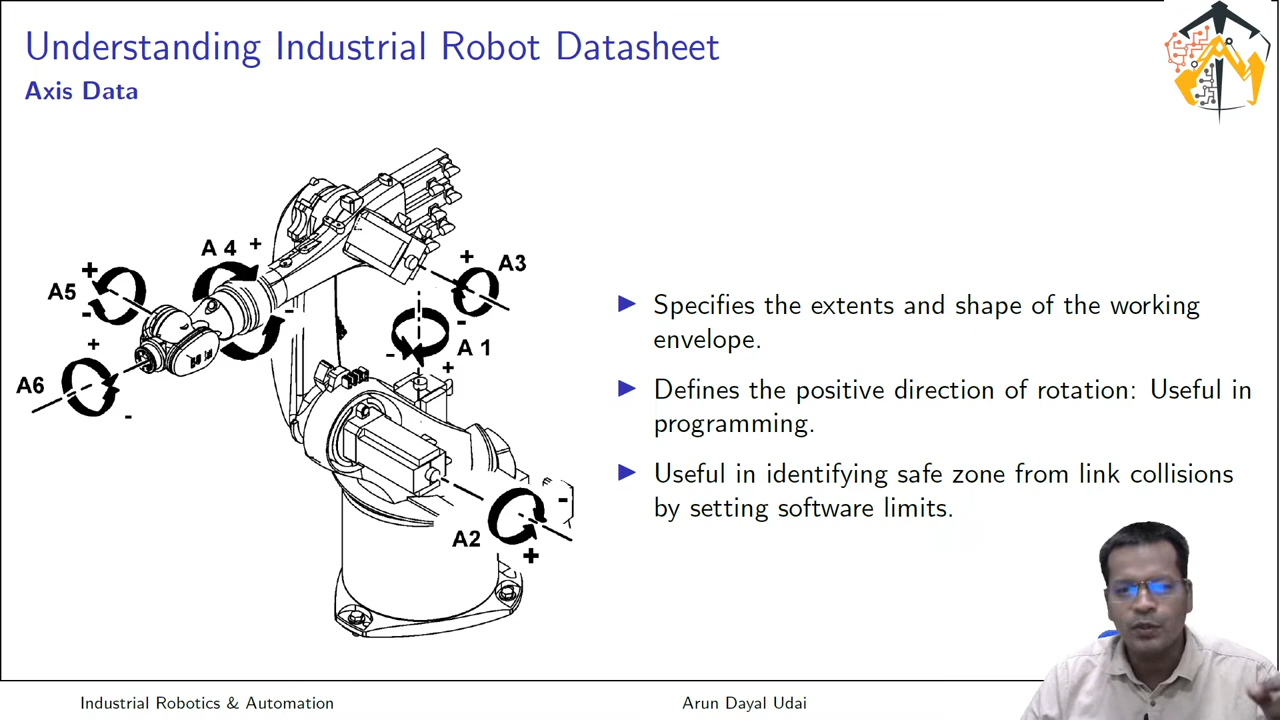 Understanding Industrial Robot Datasheet
Axis Data
A 4 +
-
A5
+
-
A3
+
-
A 1
-
+
A6
+
-
A2
-
+
Specifies the extents and shape of the working
envelope.
Defines the positive direction of rotation: Useful in
programming.
Useful in identifying safe zone from link collisions
by setting software limits.
Industrial Robotics & Automation
Arun Dayal Udai